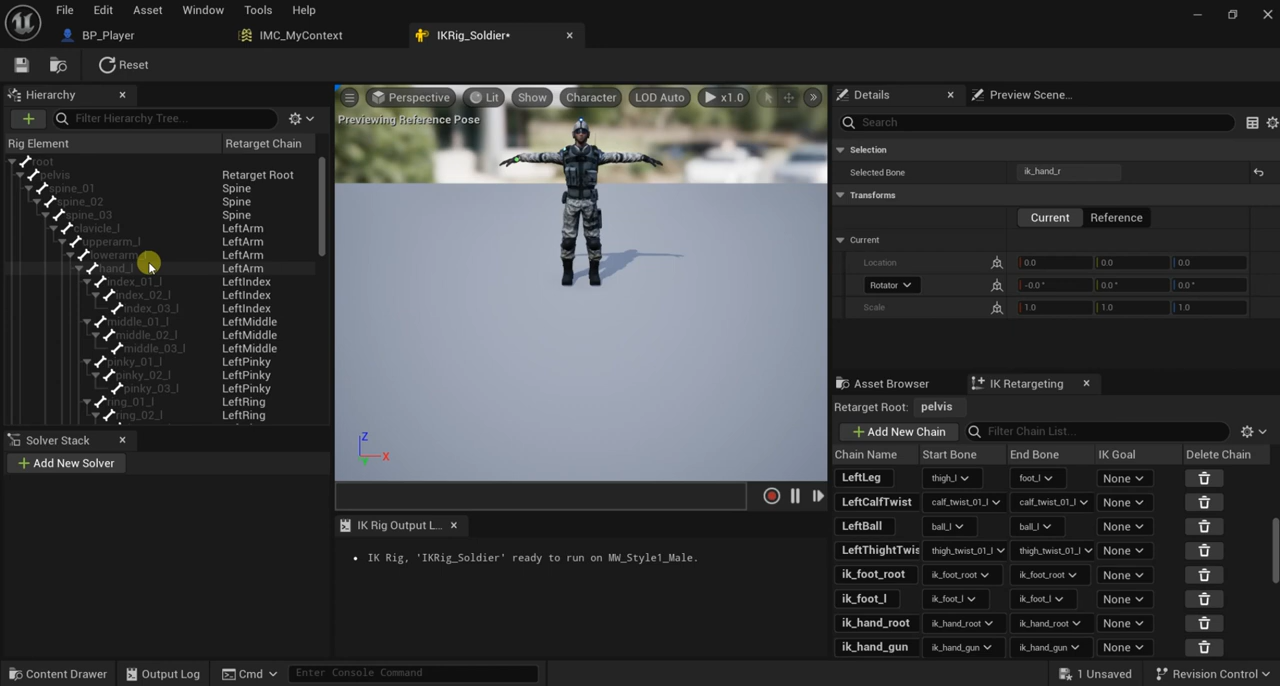 File Edit Asset Window Tools Help
BP_Player IMC_MyContext IKRig_Soldier*
Reset
Hierarchy
Filter Hierarchy Tree...
Rig Element Retarget Chain
root
pelvis Retarget Root
spine_01 Spine
spine_02 Spine
spine_03 Spine
clavicle_l LeftArm
upperarm_l LeftArm
lowerarm_l LeftArm
hand_l LeftArm
index_01_l LeftIndex
index_02_l LeftIndex
index_03_l LeftIndex
middle_01_l LeftMiddle
middle_02_l LeftMiddle
middle_03_l LeftMiddle
pinky_01_l LeftPinky
pinky_02_l LeftPinky
pinky_03_l LeftPinky
ring_01_l LeftRing
ring_02_l LeftRing
Solver Stack
Add New Solver
Perspective Lit Show Character LOD Auto x1.0
Previewing Reference Pose
Z
X
Y
IK Rig Output L...
IK Rig, 'IKRig_Soldier' ready to run on MW_Style1_Male.
Details Preview Scene...
Search
Selection
Selected Bone ik_hand_r
Transforms
Current Reference
Current
Location 0.0 0.0 0.0
Rotator -0.0° 0.0° 0.0°
Scale 1.0 1.0 1.0
Asset Browser IK Retargeting
Retarget Root: pelvis
Add New Chain Filter Chain List...
Chain Name Start Bone End Bone IK Goal Delete Chain
LeftLeg thigh_l foot_l None
LeftCalfTwist calf_twist_01_l calf_twist_01_l None
LeftBall ball_l ball_l None
LeftThightTwis thigh_twist_01_l thigh_twist_01_l None
ik_foot_root ik_foot_root ik_foot_root None
ik_foot_l ik_foot_l ik_foot_l None
ik_hand_root ik_hand_root ik_hand_root None
ik_hand_gun ik_hand_gun ik_hand_gun None
Content Drawer Output Log Cmd Enter Console Command 1 Unsaved Revision Control